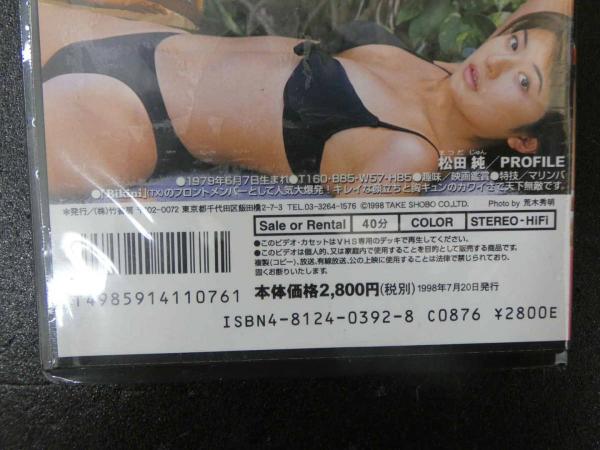 まつだ じゅん
松田 純/PROFILE
●1979年6月7日生まれ●T160・B85・W57・H85●趣味/映画鑑賞●特技/マリンバ
●「Bikini」(TX)のフロントメンバーとして人気大爆発!キレイな顔立ちと胸キュンのカワイさで天下無敵です。
※発行/(株)竹書房 〒102-0072 東京都千代田区飯田橋2-7-3 TEL.03-3264-1576 ©1998 TAKE SHOBO CO.,LTD. Photo by 荒木秀明
Sale or Rental 40分 COLOR STEREO-HiFi
●このビデオ・カセットはVHS専用のデッキで再生してください。
●このビデオは個人的、又は家庭内で使用することを目的として販売する商品です。
複製(コピー)、放送、有線放送、公の上映に使用することは法律で禁じられており、
固くお断りいたします。
T4985914110761
本体価格2,800円(税別) 1998年7月20日発行
ISBN4-8124-0392-8 C0876 ¥2800E